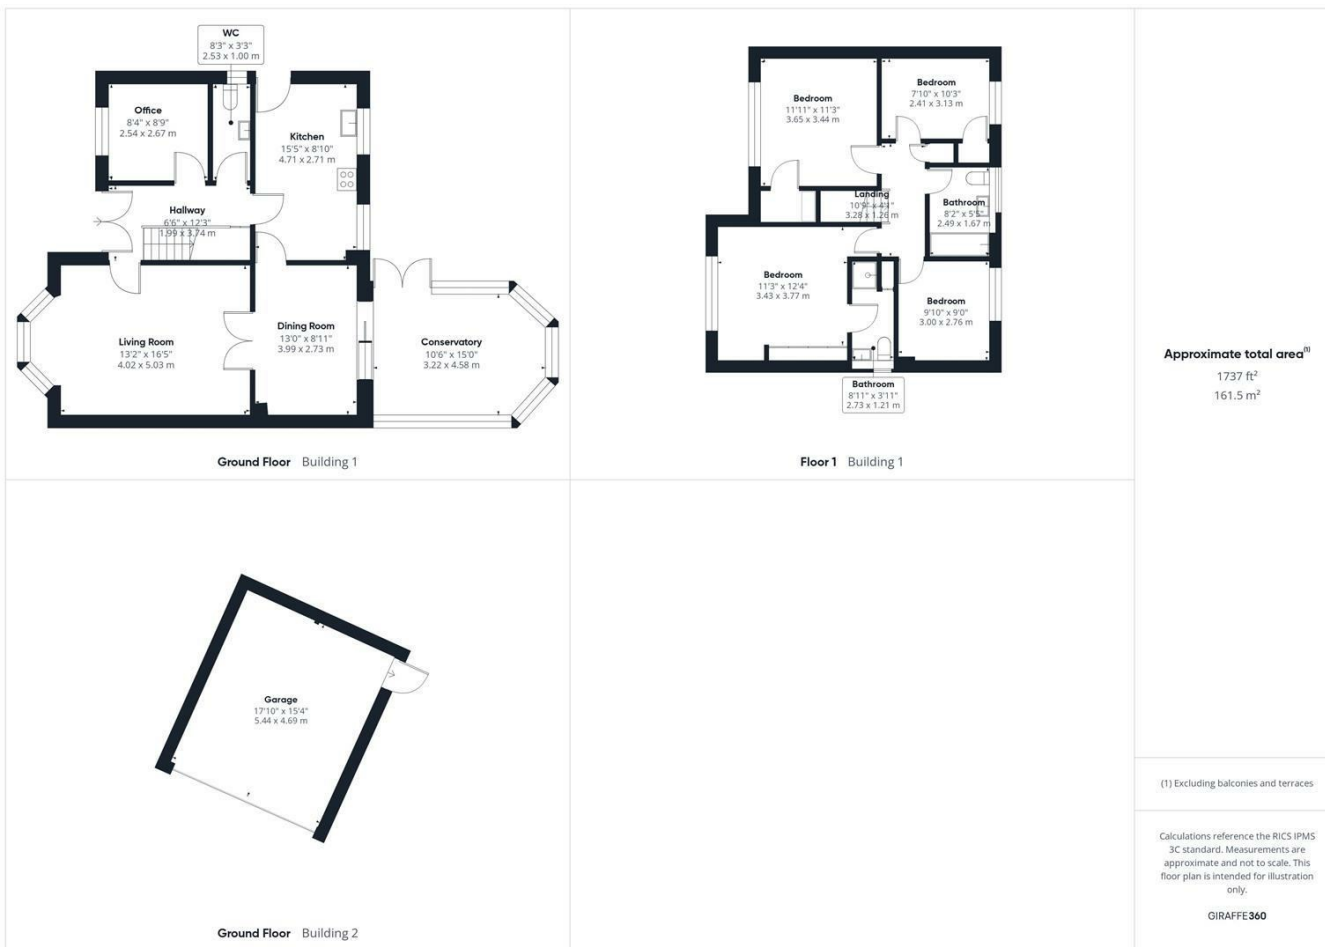 WC
8'3" x 3'3"
2.53 x 1.00 m
Office
8'4" x 8'9"
2.54 x 2.67 m
Kitchen
15'5" x 8'10"
4.71 x 2.71 m
Hallway
6'6" x 12'3"
1.99 x 3.74 m
Living Room
13'2" x 16'5"
4.02 x 5.03 m
Dining Room
13'0" x 8'11"
3.99 x 2.73 m
Conservatory
10'6" x 15'0"
3.22 x 4.58 m
Ground Floor Building 1
Bedroom
11'11" x 11'3"
3.65 x 3.44 m
Bedroom
7'10" x 10'3"
2.41 x 3.13 m
Landing
10'9" x 4'1"
3.28 x 1.26 m
Bathroom
8'2" x 5'5"
2.49 x 1.67 m
Bedroom
11'3" x 12'4"
3.43 x 3.77 m
Bedroom
9'10" x 9'0"
3.00 x 2.76 m
Bathroom
8'11" x 3'11"
2.73 x 1.21 m
Floor 1 Building 1
Garage
17'10" x 15'4"
5.44 x 4.69 m
Ground Floor Building 2
Approximate total area(1)
1737 ft²
161.5 m²
(1) Excluding balconies and terraces
Calculations reference the RICS IPMS
3C standard. Measurements are
approximate and not to scale. This
floor plan is intended for illustration
only.
GIRAFFE360